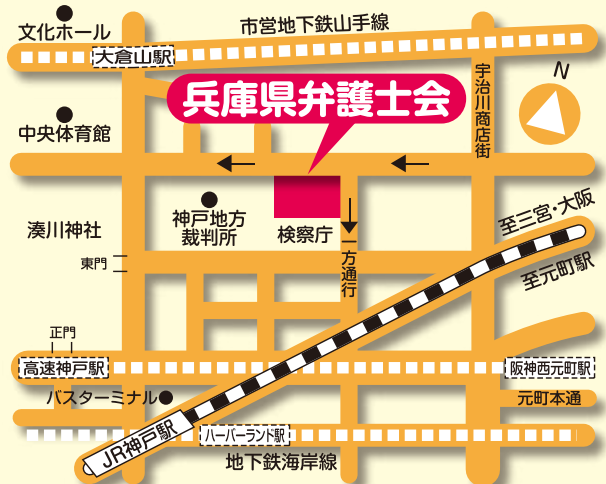 文化ホール
市営地下鉄山手線
大倉山駅
N
兵庫県弁護士会
宇治川商店街
中央体育館
湊川神社
神戸地方
裁判所
検察庁
一方通行
至三宮・大阪
至元町駅
東門
正門
高速神戸駅
阪神西元町駅
バスターミナル
元町本通
JR神戸駅
ハーバーランド駅
地下鉄海岸線